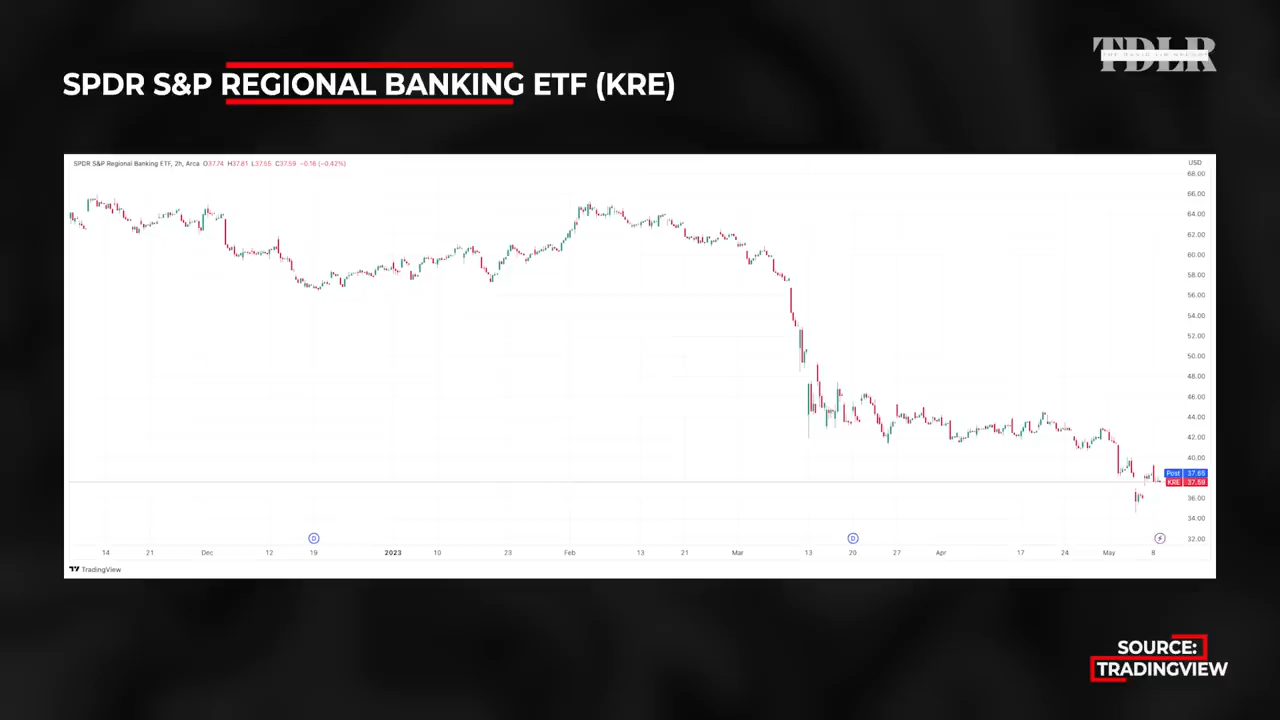 TDLR
SPDR S&P REGIONAL BANKING ETF (KRE)
SPDR S&P Regional Banking ETF, 2h, Arca O37.74 H37.81 L37.55 C37.59 −0.16 (−0.42%)
USD
68.00
66.00
64.00
62.00
60.00
58.00
56.00
54.00
52.00
50.00
48.00
46.00
44.00
42.00
40.00
Post 37.65
KRE 37.59
36.00
34.00
32.00
D D
14 21 Dec 12 19 2023 10 23 Feb 13 21 Mar 13 20 27 Apr 17 24 May 8
TradingView
SOURCE:
TRADINGVIEW